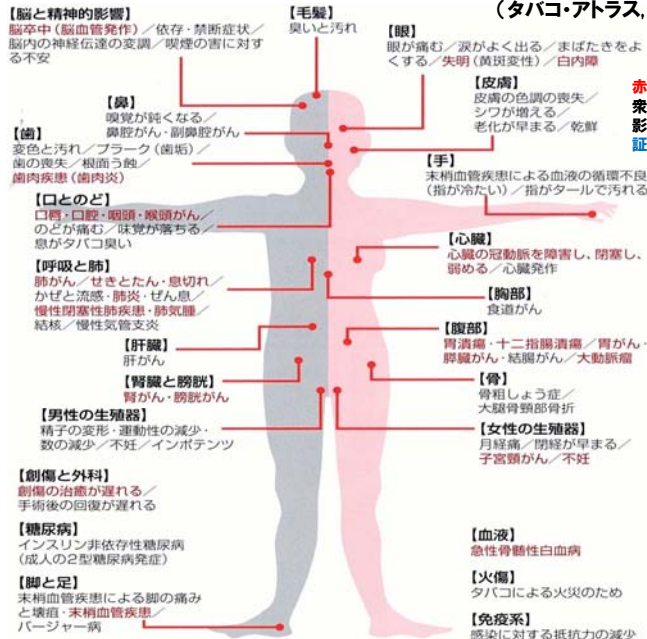 (タバコ・アトラス,
【脳と精神的影響】
脳卒中(脳血管発作)/依存・禁断症状/
脳内の神経伝達の変調/喫煙の害に対す
る不安
【毛髪】
臭いと汚れ
【眼】
眼が痛む/涙がよく出る/まばたきをよ
くする/失明(黄斑変性)/白内障
【鼻】
嗅覚が鈍くなる/
鼻腔がん・副鼻腔がん
【皮膚】
皮膚の色調の喪失/
シワが増える/
老化が早まる/乾鮮
赤
衆
影
証
【歯】
変色と汚れ/プラーク(歯垢)/
歯の喪失/根面う蝕/
歯肉疾患(歯肉炎)
【手】
末梢血管疾患による血液の循環不良
(指が冷たい)/指がタールで汚れる
【口とのど】
口唇・口腔・咽頭・喉頭がん/
のどが痛む/味覚が落ちる/
息がタバコ臭い
【心臓】
心臓の冠動脈を障害し、閉塞し、
弱める/心臓発作
【呼吸と肺】
肺がん/せきとたん・息切れ/
かぜと流感・肺炎・ぜん息/
慢性閉塞性肺疾患・肺気腫/
結核/慢性気管支炎
【胸部】
食道がん
【肝臓】
肝がん
【腹部】
胃潰瘍・十二指腸潰瘍/胃がん・
膵臓がん・結腸がん/大動脈瘤
【腎臓と膀胱】
腎がん・膀胱がん
【骨】
骨粗しょう症/
大腿骨頸部骨折
【男性の生殖器】
精子の変形・運動性の減少・
数の減少/不妊/インポテンツ
【女性の生殖器】
月経痛/閉経が早まる/
子宮頸がん/不妊
【創傷と外科】
創傷の治癒が遅れる/
手術後の回復が遅れる
【糖尿病】
インスリン非依存性糖尿病
(成人の2型糖尿病発症)
【血液】
急性骨髄性白血病
【脚と足】
末梢血管疾患による脚の痛み
と壊疽・末梢血管疾患/
バージャー病
【火傷】
タバコによる火災のため
【免疫系】
感染に対する抵抗力の減少